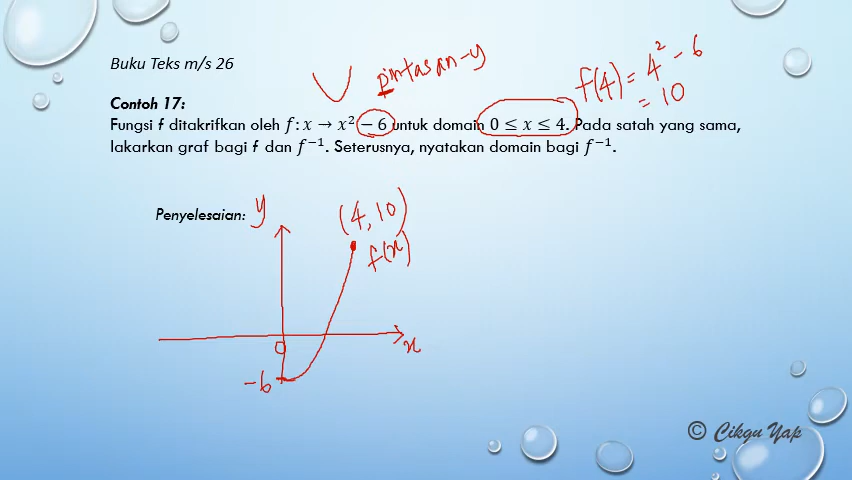 Buku Teks m/s 26
pintasan-y
f(4) = 4² - 6
= 10
Contoh 17:
Fungsi f ditakrifkan oleh f: x → x² − 6 untuk domain 0 ≤ x ≤ 4. Pada satah yang sama,
lakarkan graf bagi f dan f⁻¹. Seterusnya, nyatakan domain bagi f⁻¹.
Penyelesaian:
y
(4, 10)
f(x)
0
x
-6
© Cikgu Yap